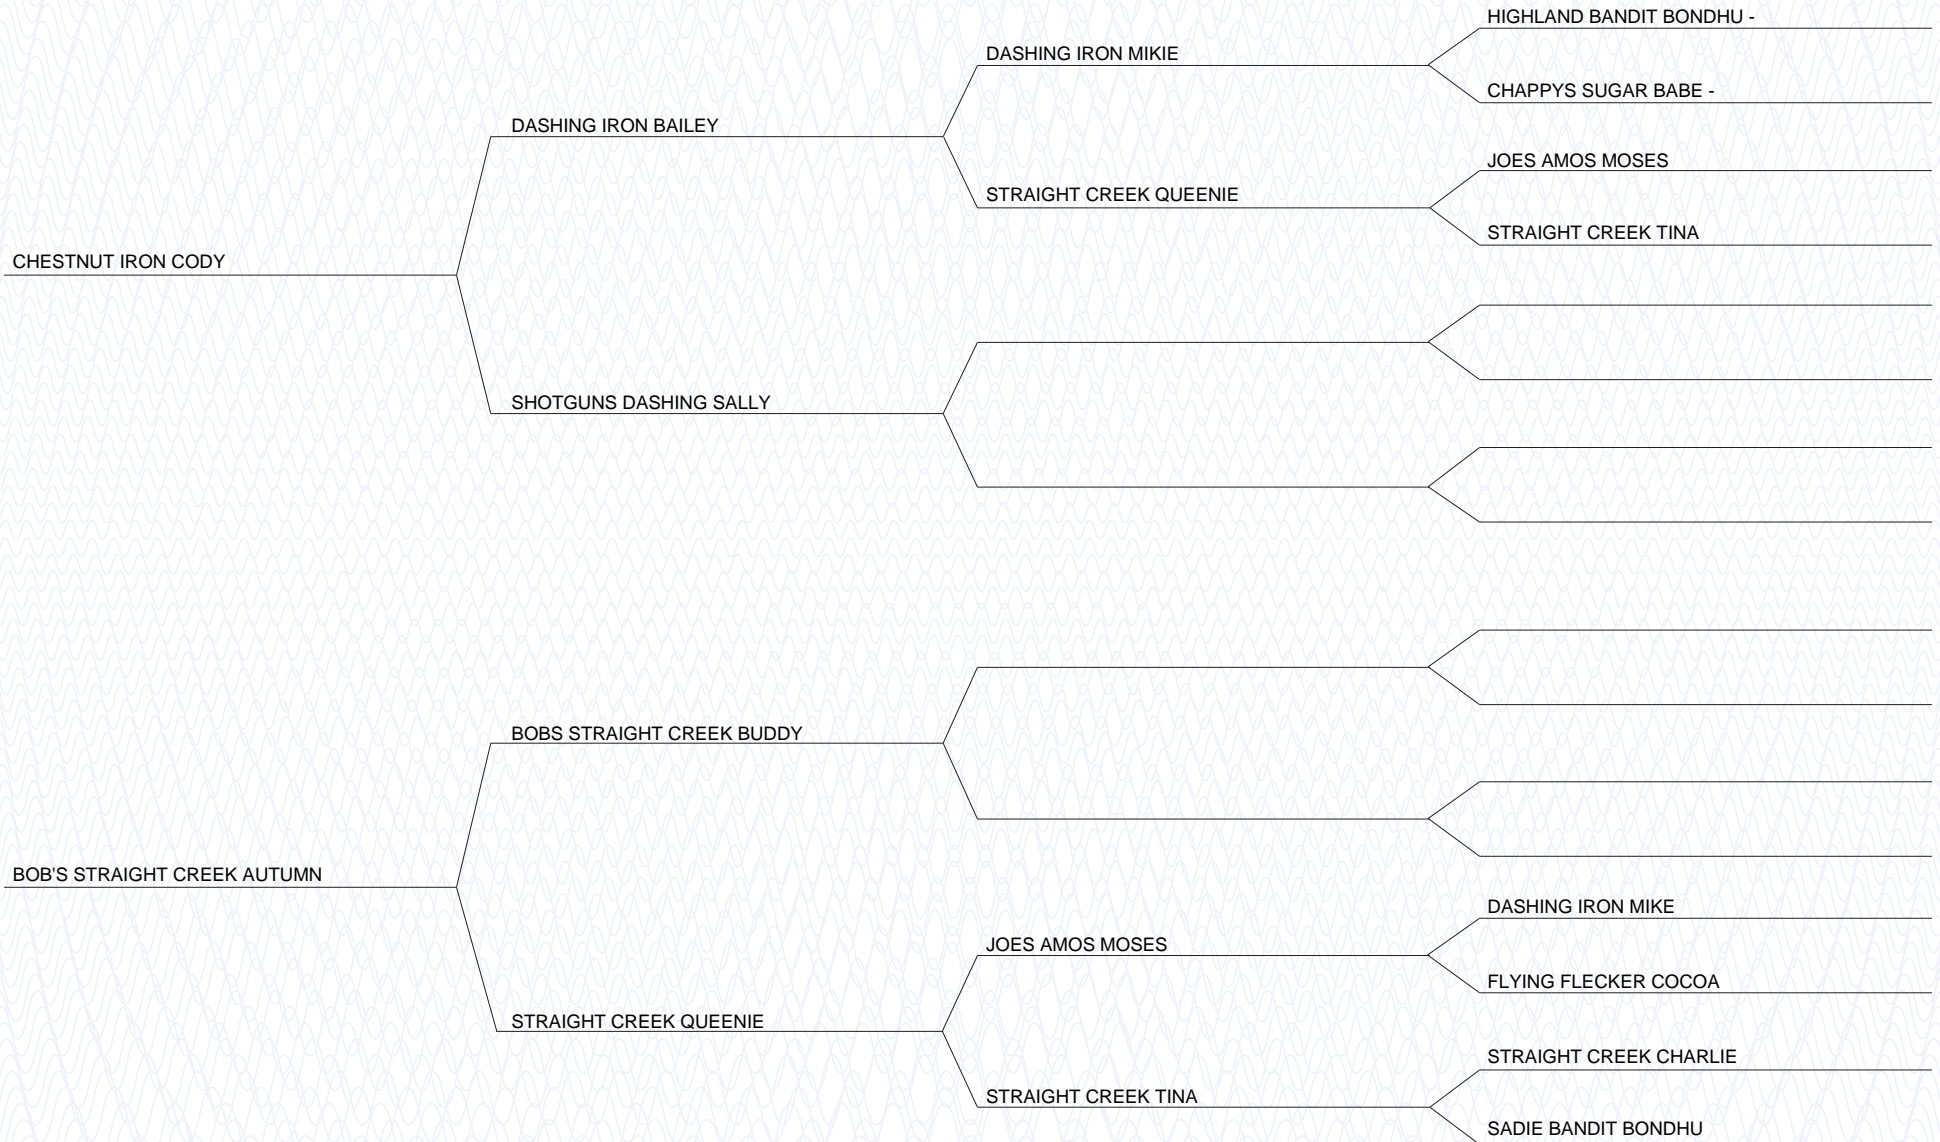 HIGHLAND BANDIT BONDHU -
DASHING IRON MIKIE
CHAPPYS SUGAR BABE -
DASHING IRON BAILEY
JOES AMOS MOSES
STRAIGHT CREEK QUEENIE
STRAIGHT CREEK TINA
CHESTNUT IRON CODY
SHOTGUNS DASHING SALLY
BOBS STRAIGHT CREEK BUDDY
BOB'S STRAIGHT CREEK AUTUMN
DASHING IRON MIKE
JOES AMOS MOSES
FLYING FLECKER COCOA
STRAIGHT CREEK QUEENIE
STRAIGHT CREEK CHARLIE
STRAIGHT CREEK TINA
SADIE BANDIT BONDHU